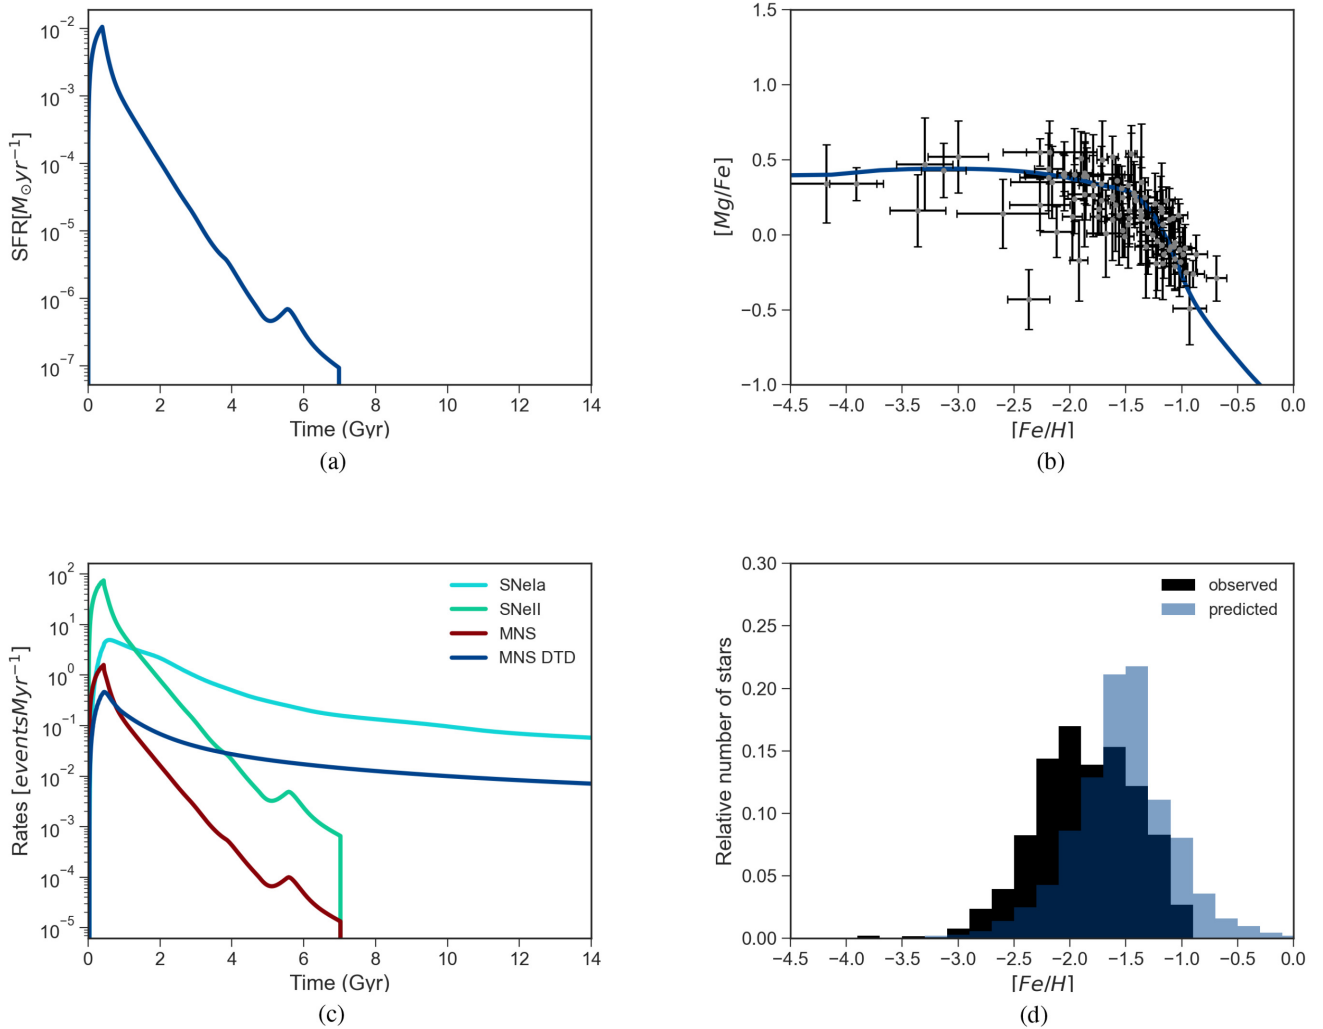 10^{-2}
10^{-3}
10^{-4}
10^{-5}
10^{-6}
10^{-7}
SFR[M_⊙yr^{-1}]
0 2 4 6 8 10 12 14
Time (Gyr)
(a)
1.5
1.0
0.5
0.0
−0.5
−1.0
[Mg/Fe]
−4.5 −4.0 −3.5 −3.0 −2.5 −2.0 −1.5 −1.0 −0.5 0.0
[Fe/H]
(b)
10^2
10^1
10^0
10^{-1}
10^{-2}
10^{-3}
10^{-4}
10^{-5}
Rates [eventsMyr^{-1}]
SNeIa
SNeII
MNS
MNS DTD
0 2 4 6 8 10 12 14
Time (Gyr)
(c)
0.30
0.25
0.20
0.15
0.10
0.05
0.00
Relative number of stars
observed
predicted
−4.5 −4.0 −3.5 −3.0 −2.5 −2.0 −1.5 −1.0 −0.5 0.0
[Fe/H]
(d)